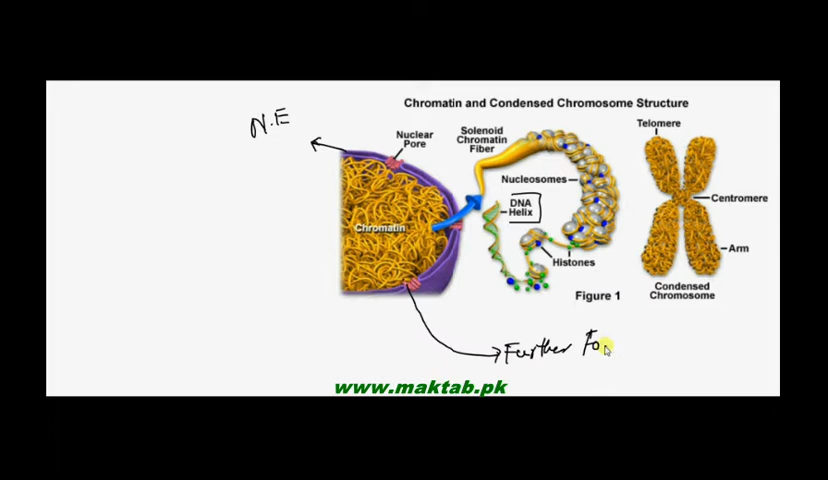 Chromatin and Condensed Chromosome Structure
N.E
Nuclear
Pore
Solenoid
Chromatin
Fiber
Telomere
Nucleosomes
DNA
Helix
Centromere
Chromatin
Histones
Arm
Condensed
Chromosome
Figure 1
Further Fo
www.maktab.pk